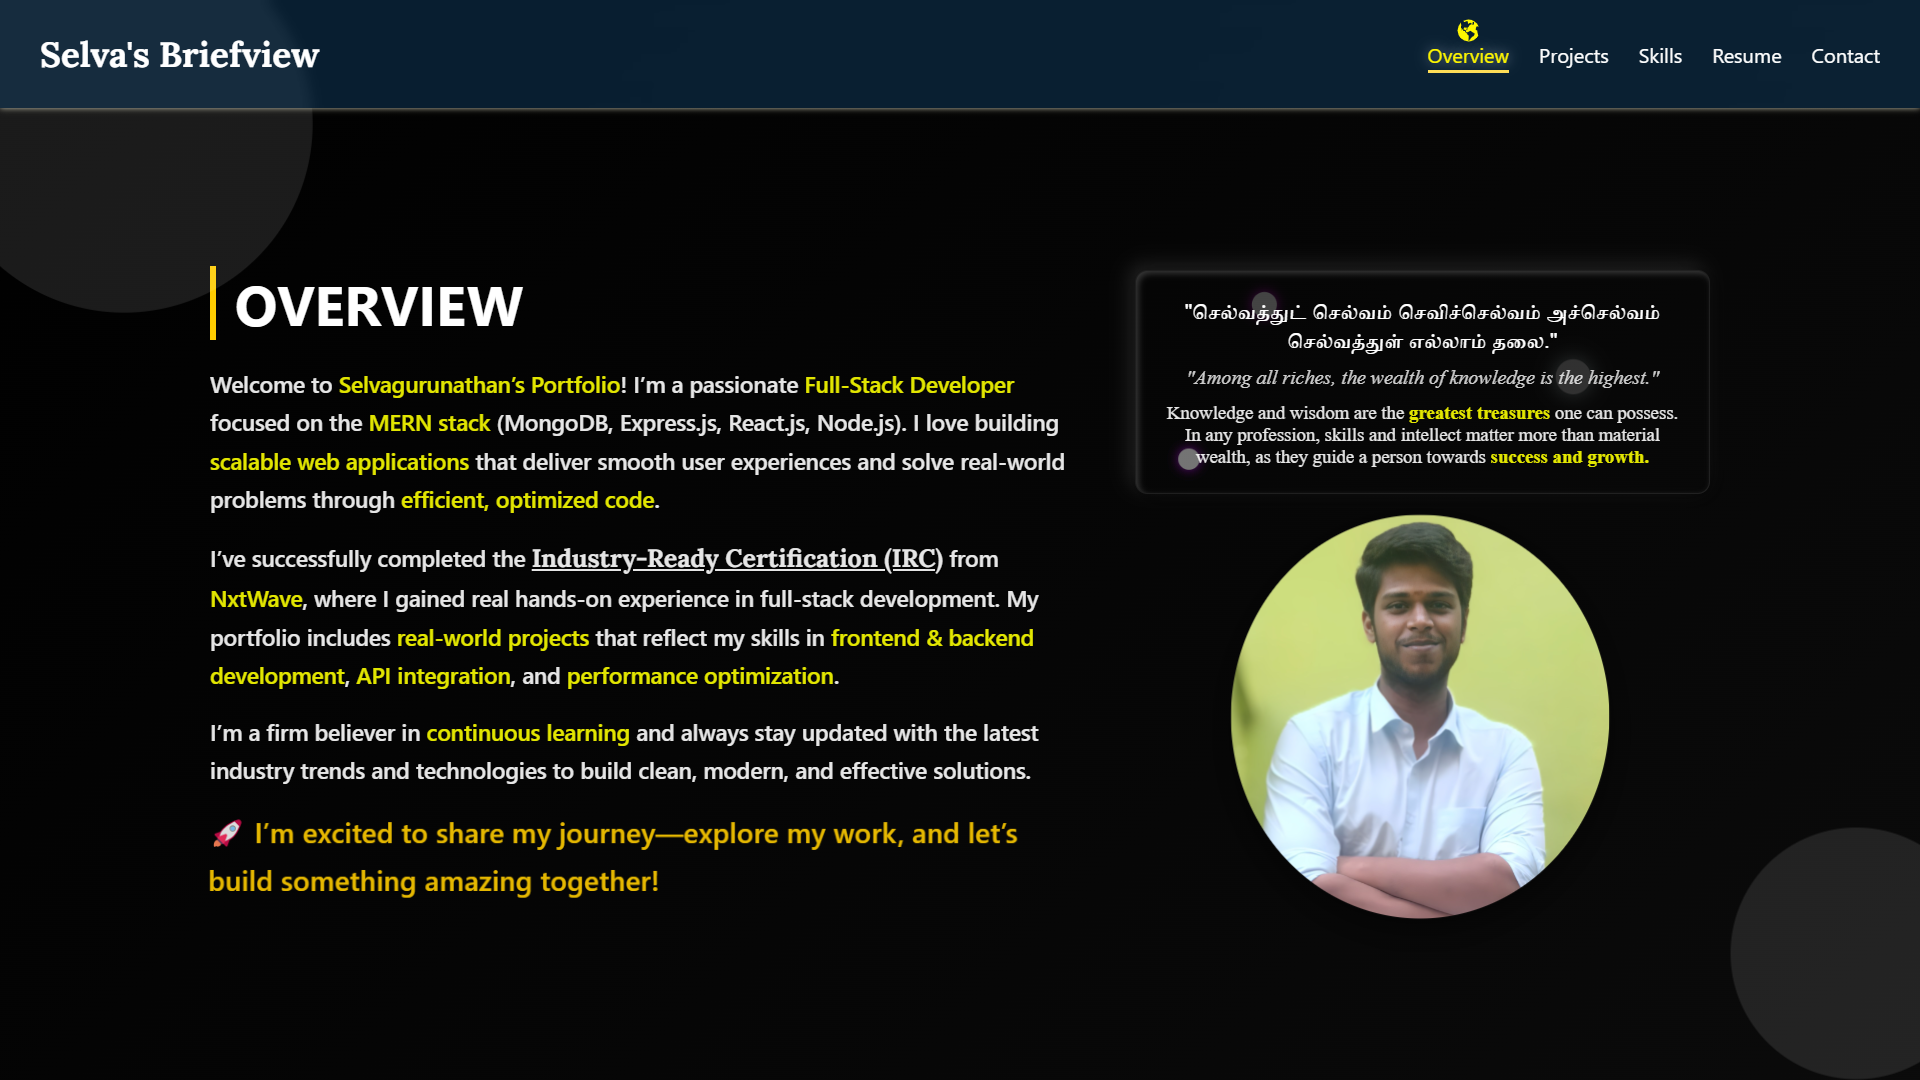 Selva's Briefview
Overview
Projects
Skills
Resume
Contact
OVERVIEW
Welcome to Selvagurunathan’s Portfolio! I’m a passionate Full-Stack Developer
focused on the MERN stack (MongoDB, Express.js, React.js, Node.js). I love building
scalable web applications that deliver smooth user experiences and solve real-world
problems through efficient, optimized code.
I’ve successfully completed the Industry-Ready Certification (IRC) from
NxtWave, where I gained real hands-on experience in full-stack development. My
portfolio includes real-world projects that reflect my skills in frontend & backend
development, API integration, and performance optimization.
I’m a firm believer in continuous learning and always stay updated with the latest
industry trends and technologies to build clean, modern, and effective solutions.
🚀 I’m excited to share my journey—explore my work, and let’s
build something amazing together!
"செல்வத்துட் செல்வம் செவிச்செல்வம் அச்செல்வம்
செல்வத்துள் எல்லாம் தலை."
"Among all riches, the wealth of knowledge is the highest."
Knowledge and wisdom are the greatest treasures one can possess.
In any profession, skills and intellect matter more than material
wealth, as they guide a person towards success and growth.